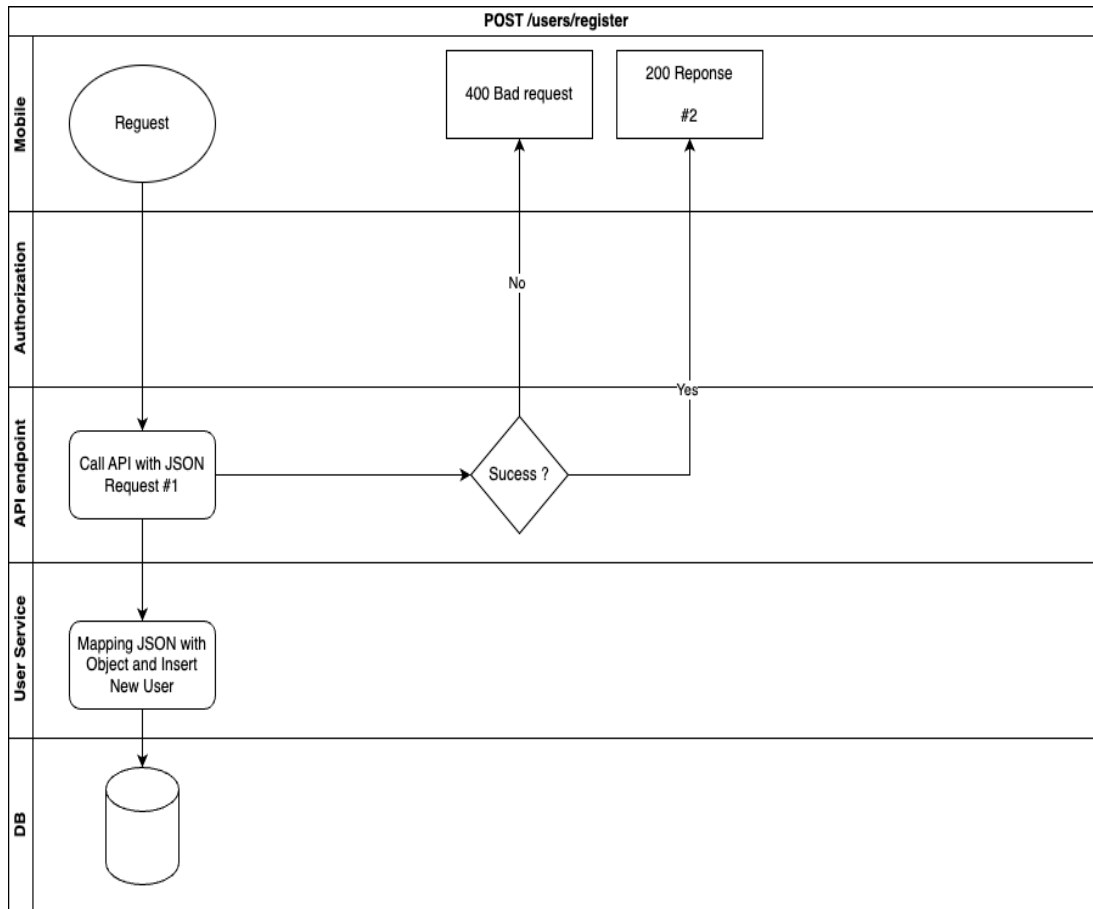 POST /users/register
Mobile
Reguest
400 Bad request
200 Reponse
#2
Authorization
No
Yes
API endpoint
Call API with JSON
Request #1
Sucess ?
User Service
Mapping JSON with
Object and Insert
New User
DB